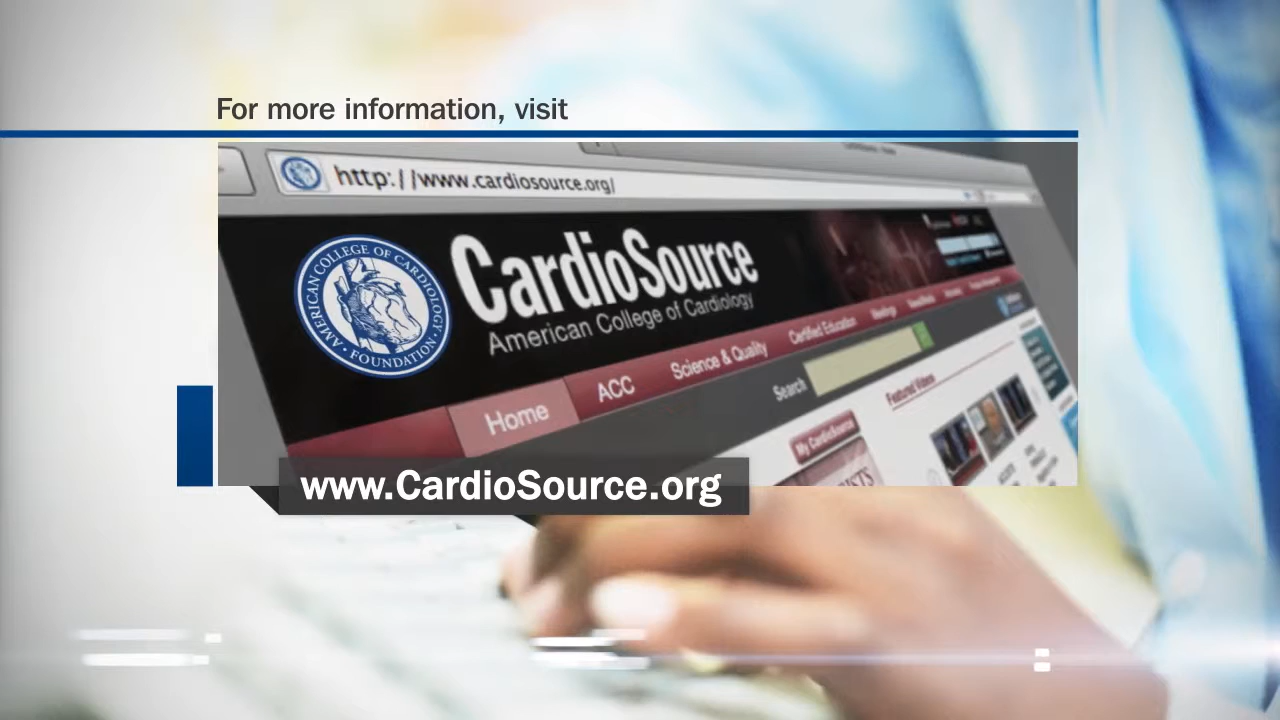 For more information, visit
http://www.cardiosource.org/
AMERICAN COLLEGE OF CARDIOLOGY
• FOUNDATION •
CardioSource
American College of Cardiology
Home
ACC
Science & Quality
Certified Education
Meetings
Search
Featured Videos
My CardioSource
www.CardioSource.org